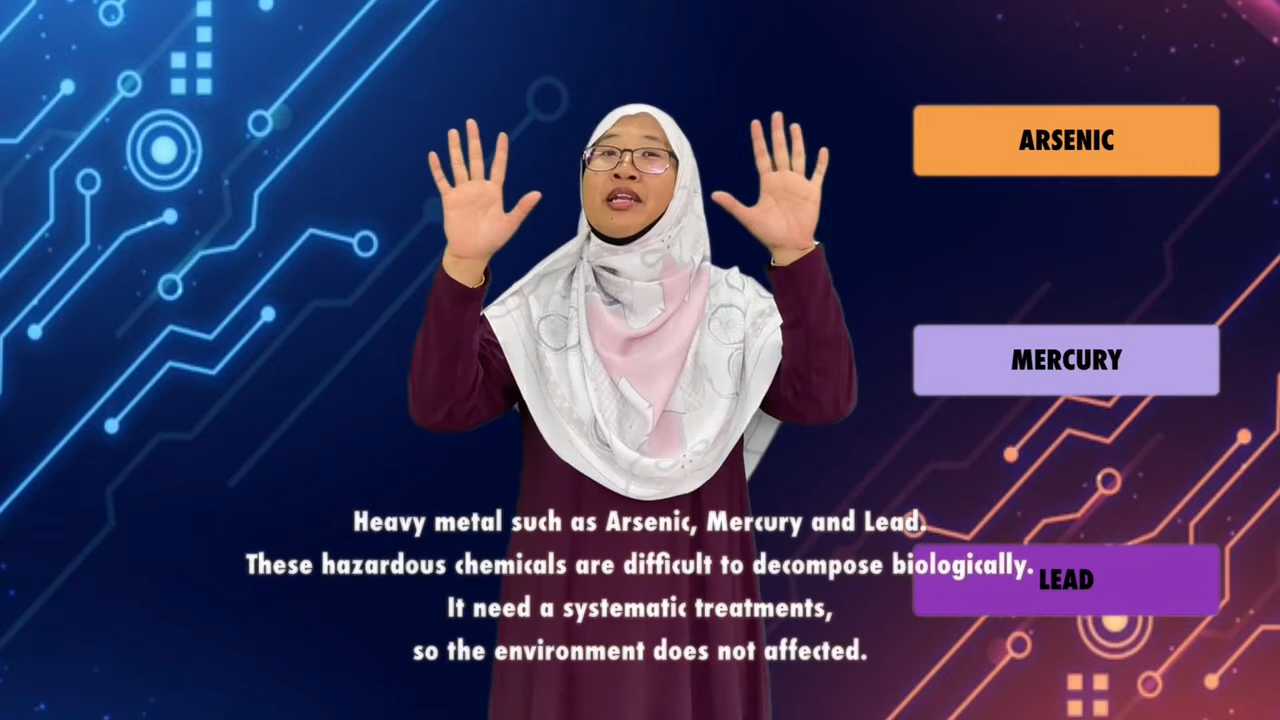 ARSENIC
MERCURY
LEAD
Heavy metal such as Arsenic, Mercury and Lead.
These hazardous chemicals are difficult to decompose biologically.
It need a systematic treatments,
so the environment does not affected.